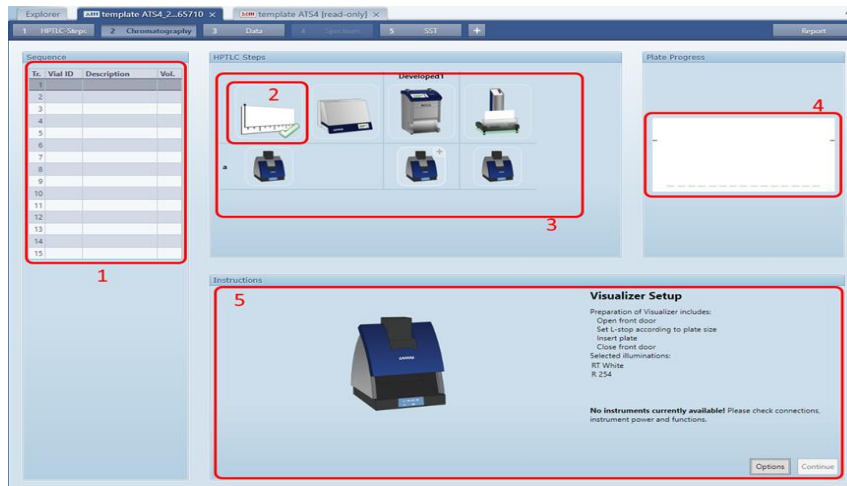 Explorer
template ATS4_2...65710 ×
template ATS4 [read-only] ×
1 HPTLC-Steps 2 Chromatography 3 Data 4 Spectrum 5 SST + Report
Sequence
Tr. Vial ID Description Vol.
1
2
3
4
5
6
7
8
9
10
11
12
13
14
15
1
HPTLC Steps
Developed1
2
a
3
Plate Progress
4
Instructions
5
Visualizer Setup
Preparation of Visualizer includes:
Open front door
Set L-stop according to plate size
Insert plate
Close front door
Selected illuminations:
RT White
R 254
No instruments currently available! Please check connections,
instrument power and functions.
Options Continue